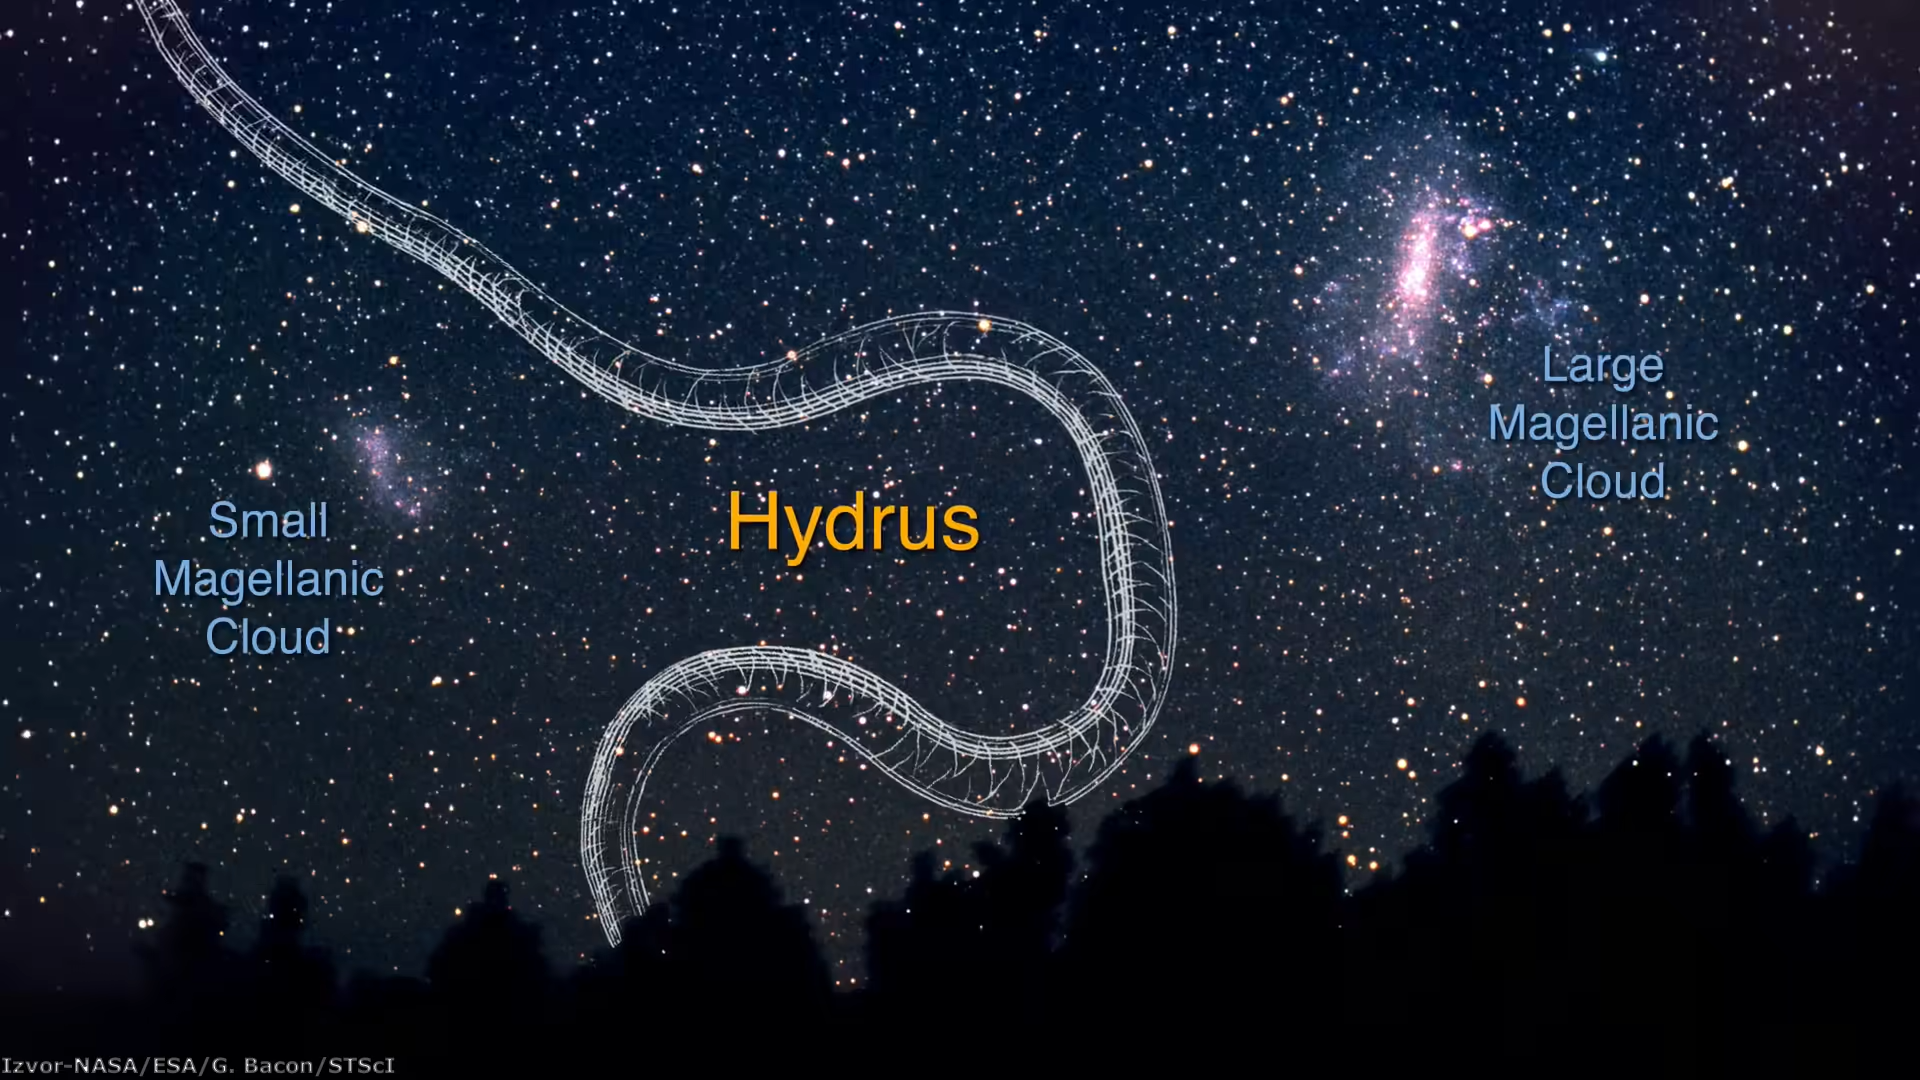 Hydrus
Large
Magellanic
Cloud
Small
Magellanic
Cloud
Izvor-NASA/ESA/G. Bacon/STScI